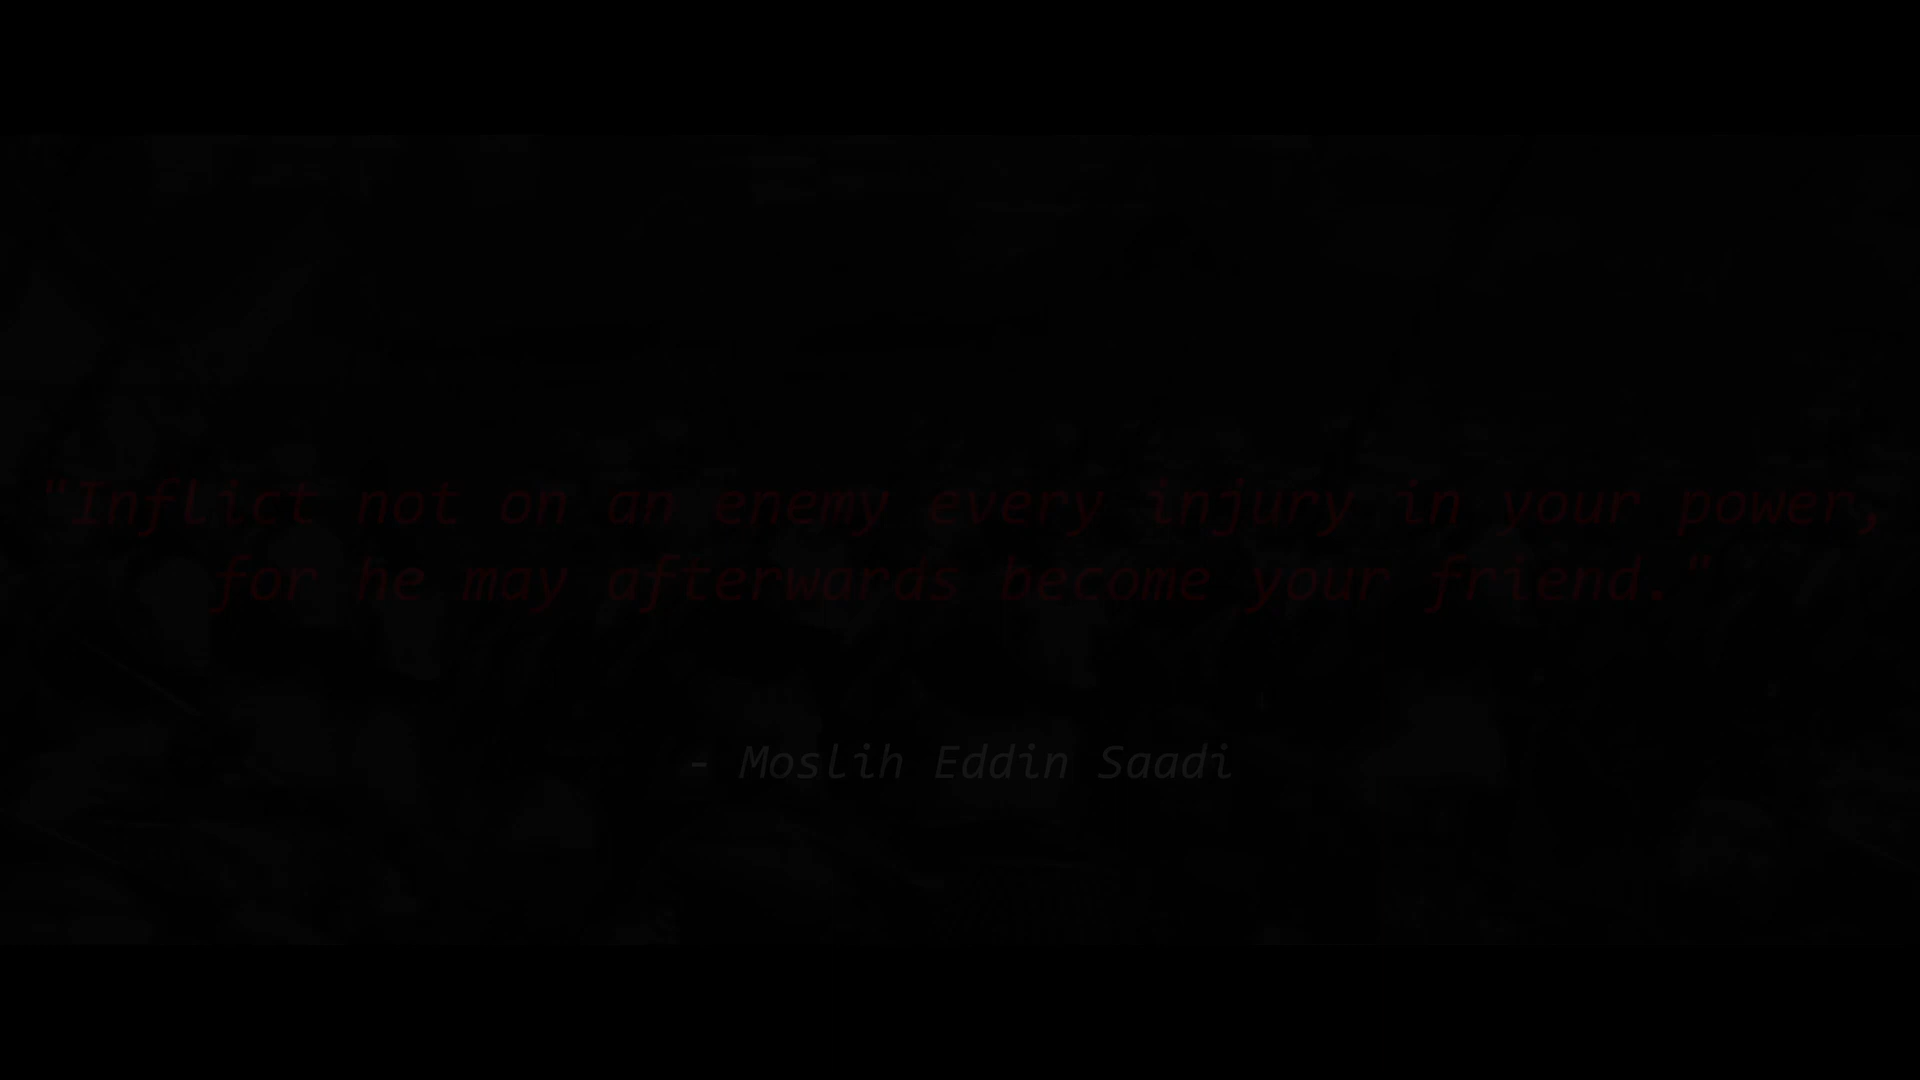 "Inflict not on an enemy every injury in your power,
for he may afterwards become your friend."
- Moslih Eddin Saadi